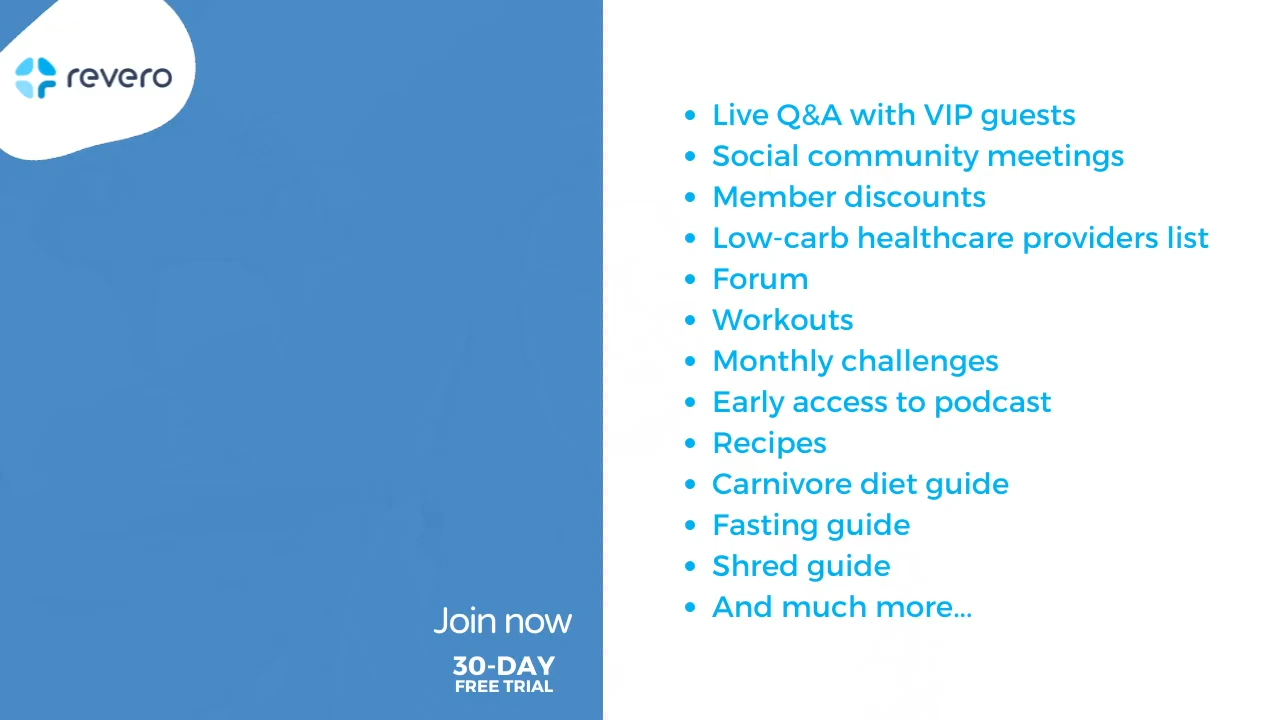 revero
Live Q&A with VIP guests
Social community meetings
Member discounts
Low-carb healthcare providers list
Forum
Workouts
Monthly challenges
Early access to podcast
Recipes
Carnivore diet guide
Fasting guide
Shred guide
And much more...
Join now
30-DAY
FREE TRIAL